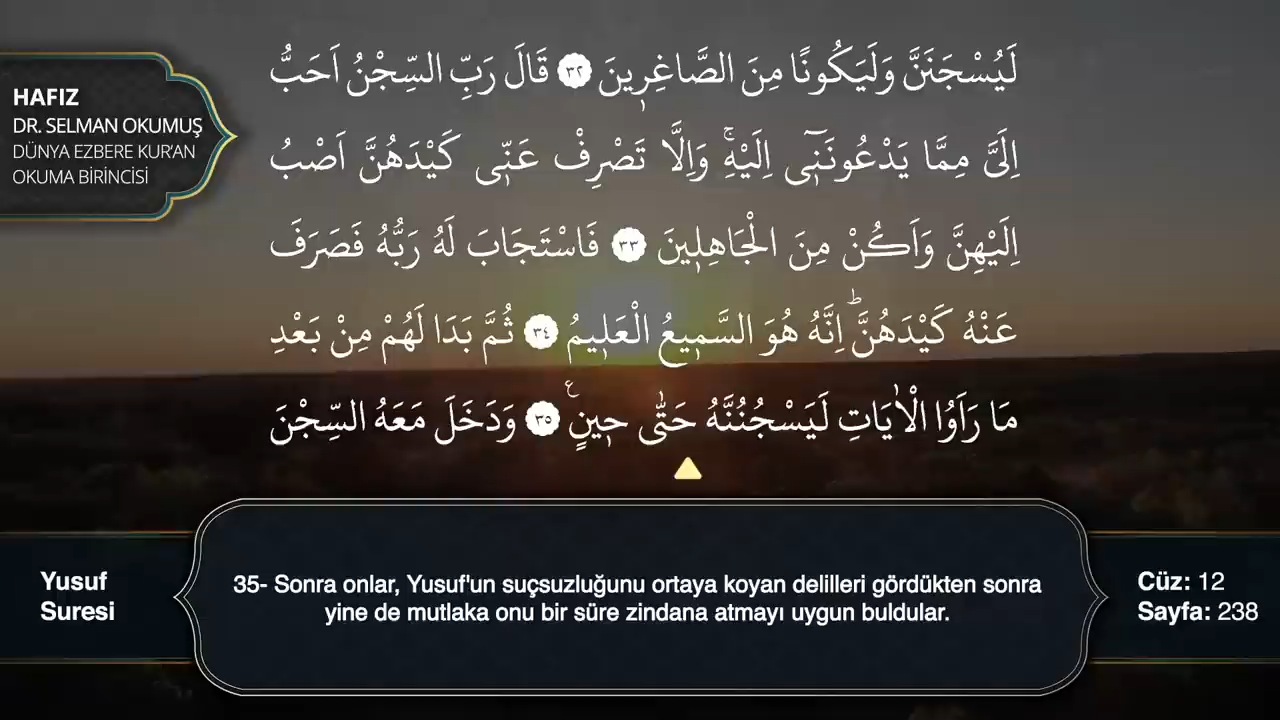 HAFIZ
DR. SELMAN OKUMUŞ
DÜNYA EZBERE KUR'AN
OKUMA BİRİNCİSİ
لَيُسْجَنَنَّ وَلَيَكُونًا مِنَ الصَّاغِر۪ينَ ﴿٣٢﴾ قَالَ رَبِّ السِّجْنُ اَحَبُّ
اِلَيَّ مِمَّا يَدْعُونَن۪ٓي اِلَيْهِۚ وَاِلَّا تَصْرِفْ عَنّ۪ي كَيْدَهُنَّ اَصْبُ
اِلَيْهِنَّ وَاَكُنْ مِنَ الْجَاهِل۪ينَ ﴿٣٣﴾ فَاسْتَجَابَ لَهُ رَبُّهُ فَصَرَفَ
عَنْهُ كَيْدَهُنَّۜ اِنَّهُ هُوَ السَّم۪يعُ الْعَل۪يمُ ﴿٣٤﴾ ثُمَّ بَدَا لَهُمْ مِنْ بَعْدِ
مَا رَاَوُا الْاٰيَاتِ لَيَسْجُنُنَّهُ حَتّٰى ح۪ينٍ۟ ﴿٣٥﴾ وَدَخَلَ مَعَهُ السِّجْنَ
Yusuf
Suresi
35- Sonra onlar, Yusuf'un suçsuzluğunu ortaya koyan delilleri gördükten sonra
yine de mutlaka onu bir süre zindana atmayı uygun buldular.
Cüz: 12
Sayfa: 238